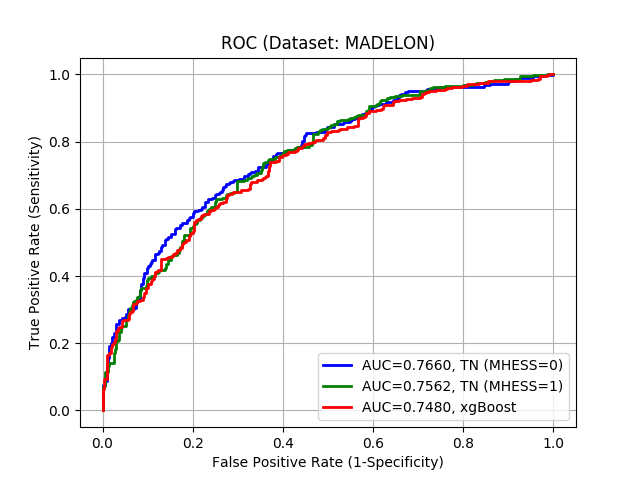 ROC (Dataset: MADELON)
True Positive Rate (Sensitivity)
1.0
0.8
0.6
0.4
0.2
0.0
AUC=0.7660, TN (MHESS=0)
AUC=0.7562, TN (MHESS=1)
AUC=0.7480, xgBoost
0.0 0.2 0.4 0.6 0.8 1.0
False Positive Rate (1-Specificity)